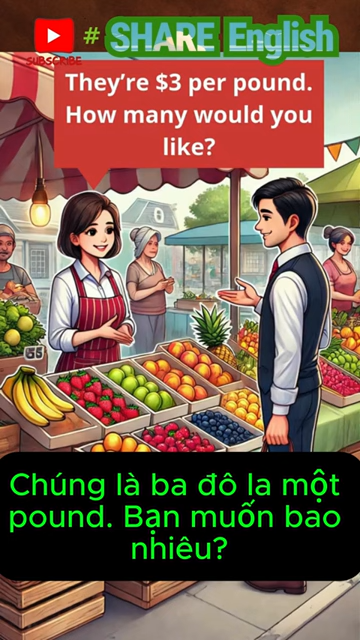 # SHARE English
SUBSCRIBE
They're $3 per pound.
How many would you
like?
Chúng là ba đô la một
pound. Bạn muốn bao
nhiêu?